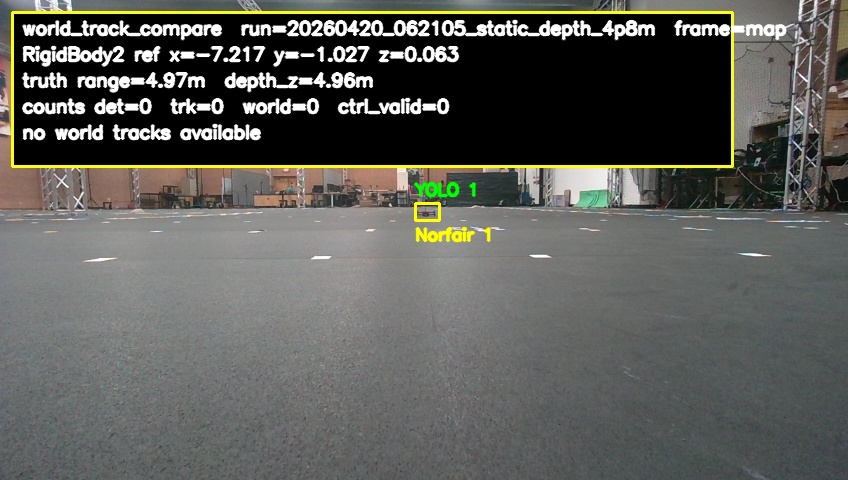 world_track_compare run=20260420_062105_static_depth_4p8m frame=map
RigidBody2 ref x=-7.217 y=-1.027 z=0.063
truth range=4.97m depth_z=4.96m
counts det=0 trk=0 world=0 ctrl_valid=0
no world tracks available
YOLO 1
Norfair 1